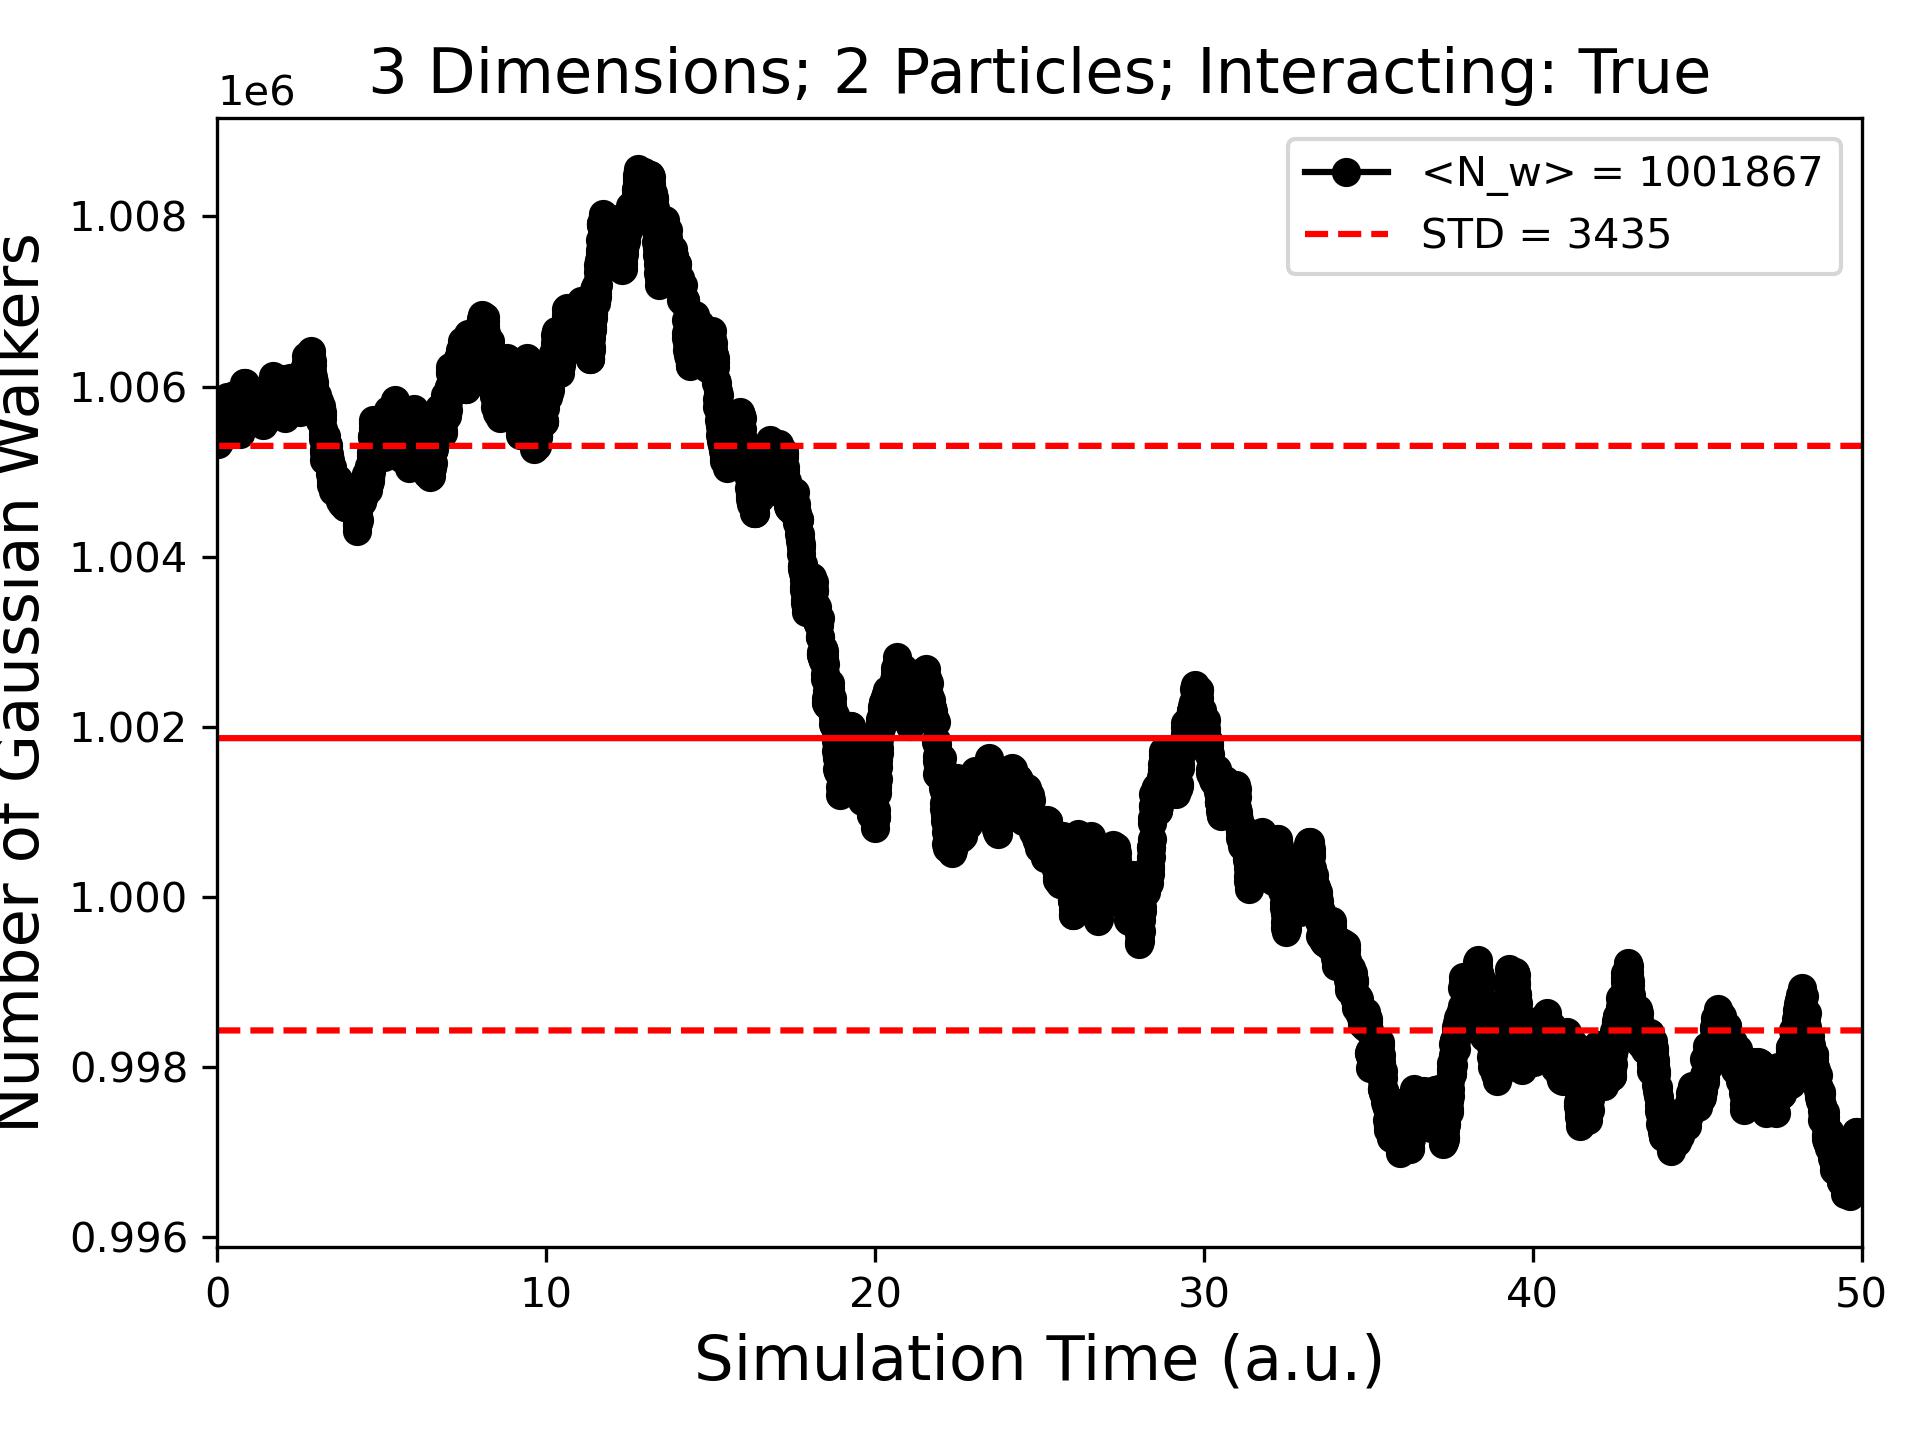 3 Dimensions; 2 Particles; Interacting: True
1e6
<N_w> = 1001867
STD = 3435
1.008
1.006
1.004
1.002
1.000
0.998
0.996
Number of Gaussian Walkers
0 10 20 30 40 50
Simulation Time (a.u.)